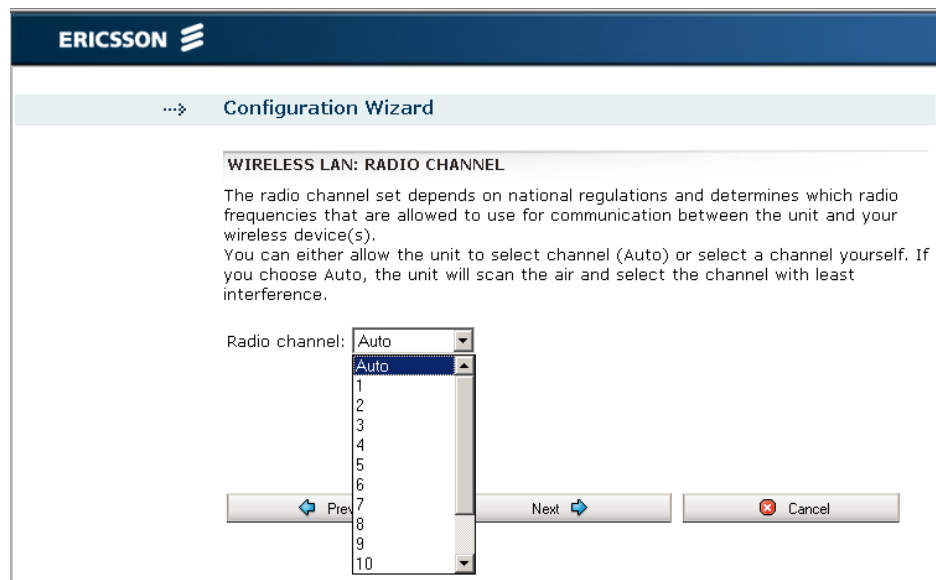 ERICSSON
Configuration Wizard
WIRELESS LAN: RADIO CHANNEL
The radio channel set depends on national regulations and determines which radio
frequencies that are allowed to use for communication between the unit and your
wireless device(s).
You can either allow the unit to select channel (Auto) or select a channel yourself. If
you choose Auto, the unit will scan the air and select the channel with least
interference.
Radio channel: Auto
Auto
1
2
3
4
5
6
7
8
9
10
Prev
Next
Cancel